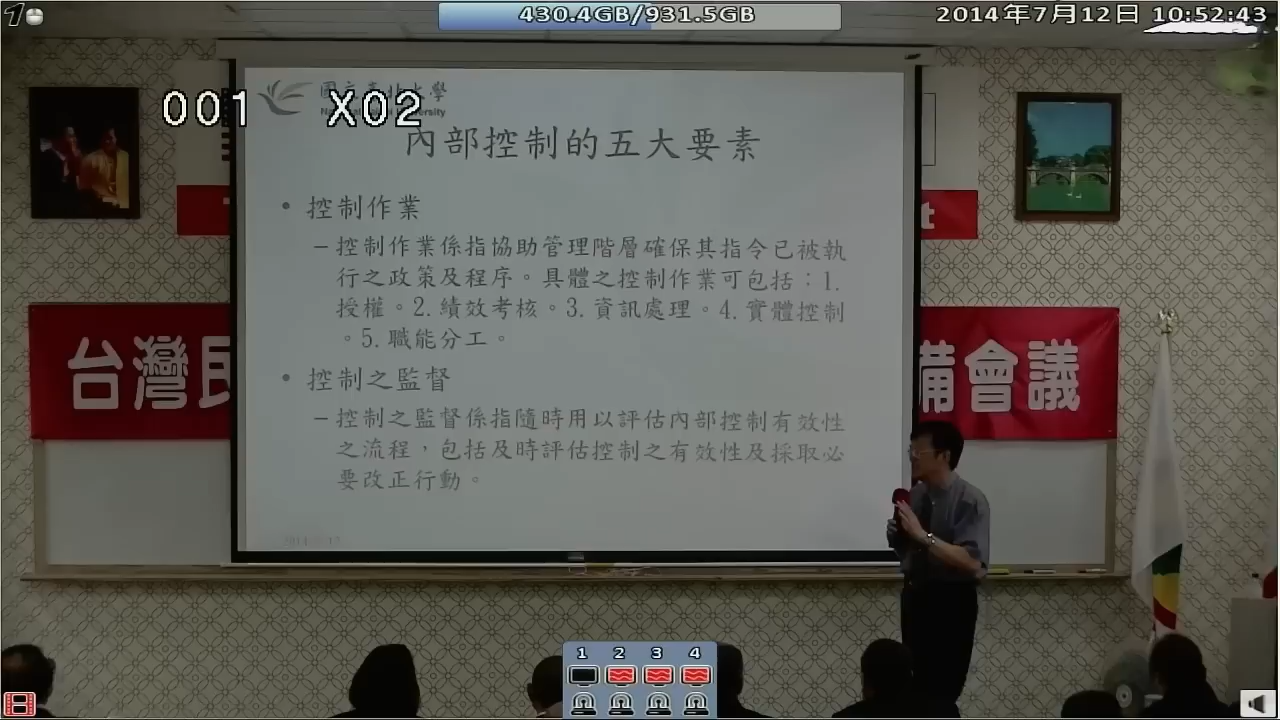 430.4GB/931.5GB
2014年7月12日 10:52:43
001 X02
國立臺北大學
內部控制的五大要素
• 控制作業
–控制作業係指協助管理階層確保其指令已被執
行之政策及程序。具體之控制作業可包括：1.
授權。2.績效考核。3.資訊處理。4.實體控制
。5.職能分工。
• 控制之監督
–控制之監督係指隨時用以評估內部控制有效性
之流程，包括及時評估控制之有效性及採取必
要改正行動。
t
台灣民
備會議
1 2 3 4